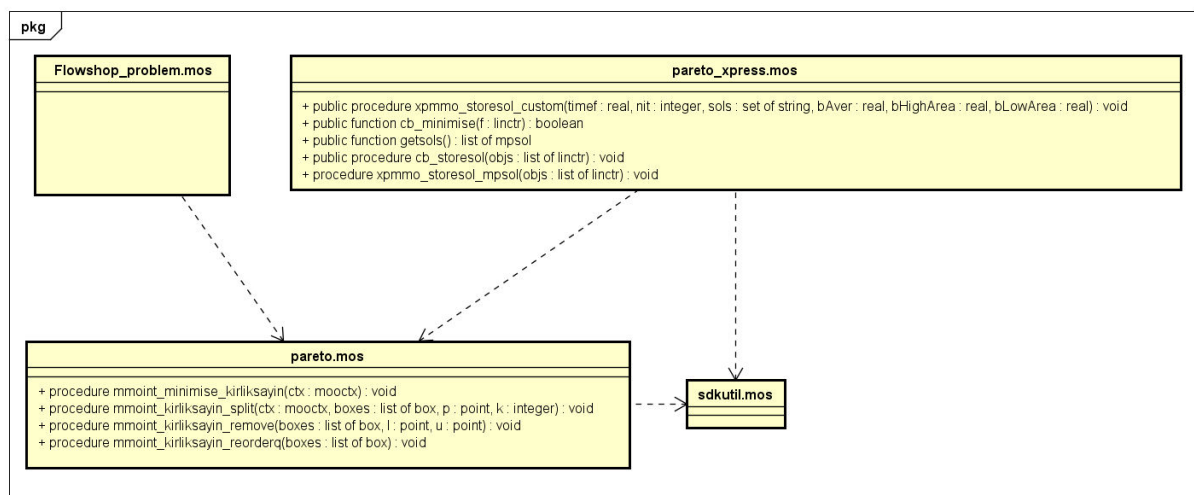 pkg
Flowshop_problem.mos
pareto_xpress.mos
+ public procedure xpmmo_storesol_custom(timef : real, nit : integer, sols : set of string, bAver : real, bHighArea : real, bLowArea : real) : void
+ public function cb_minimise(f : linctr) : boolean
+ public function getsols() : list of mpsol
+ public procedure cb_storesol(objs : list of linctr) : void
+ procedure xpmmo_storesol_mpsol(objs : list of linctr) : void
pareto.mos
+ procedure mmoint_minimise_kirliksayin(ctx : mooctx) : void
+ procedure mmoint_kirliksayin_split(ctx : mooctx, boxes : list of box, p : point, k : integer) : void
+ procedure mmoint_kirliksayin_remove(boxes : list of box, l : point, u : point) : void
+ procedure mmoint_kirliksayin_reorderq(boxes : list of box) : void
sdkutil.mos